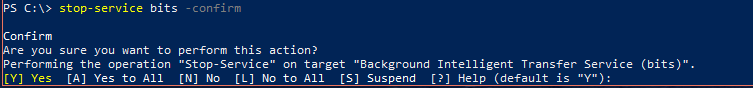 PS C:\> stop-service bits -confirm
Confirm
Are you sure you want to perform this action?
Performing the operation "Stop-Service" on target "Background Intelligent Transfer Service (bits)".
[Y] Yes  [A] Yes to All  [N] No  [L] No to All  [S] Suspend  [?] Help (default is "Y"):